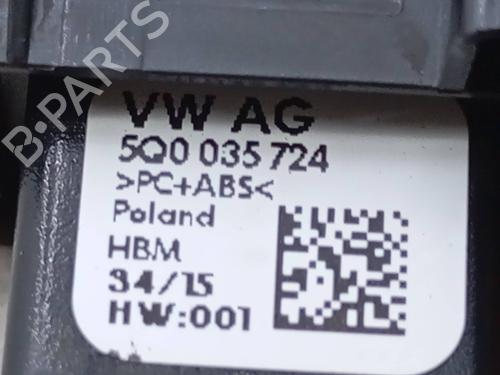 B-PARTS
VW AG
5Q0 035 724
>PC+ABS<
Poland
HBM
34/15
HW:001